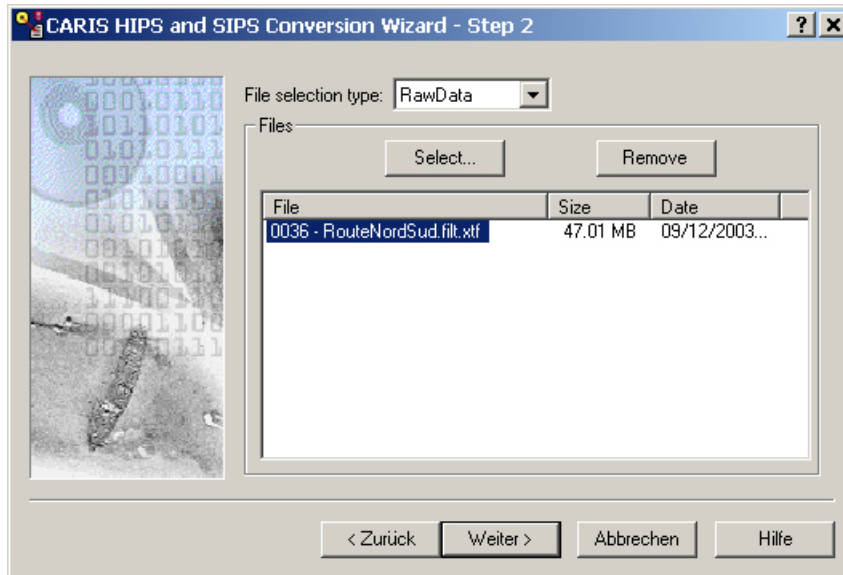 CARIS HIPS and SIPS Conversion Wizard - Step 2
File selection type: RawData
Files
Select... Remove
File Size Date
0036 - RouteNordSud.filt.xtf 47.01 MB 09/12/2003...
< Zurück Weiter > Abbrechen Hilfe